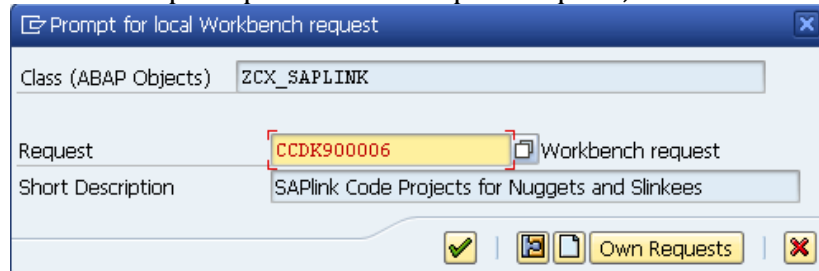 Prompt for local Workbench request
Class (ABAP Objects) ZCX_SAPLINK
Request CCDK900006 Workbench request
Short Description SAPlink Code Projects for Nuggets and Slinkees
Own Requests